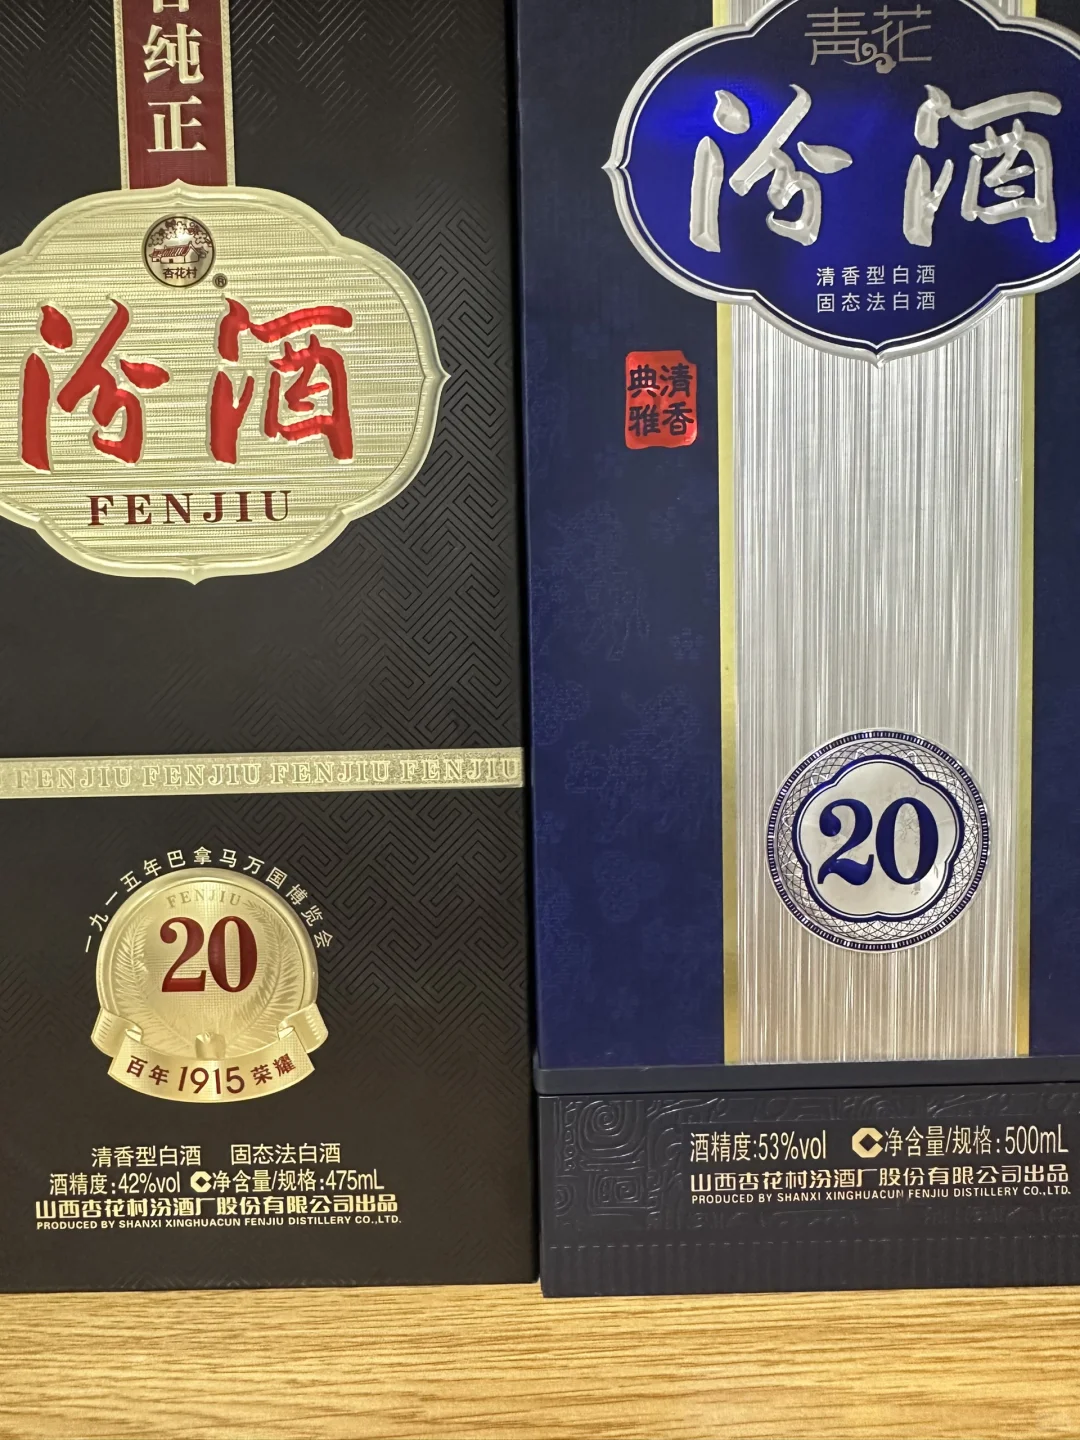 纯正
杏花村
®
汾酒
FENJIU
FENJIU FENJIU FENJIU FENJIU
一九一五年巴拿马万国博览会
FENJIU
20
百年1915荣耀
清香型白酒 固态法白酒
酒精度:42%vol 净含量/规格:475mL
山西杏花村汾酒厂股份有限公司出品
PRODUCED BY SHANXI XINGHUACUN FENJIU DISTILLERY CO.,LTD.
青花
汾酒
清香型白酒
固态法白酒
清香
典雅
20
酒精度:53%vol 净含量/规格:500mL
山西杏花村汾酒厂股份有限公司出品
PRODUCED BY SHANXI XINGHUACUN FENJIU DISTILLERY CO.,LTD.